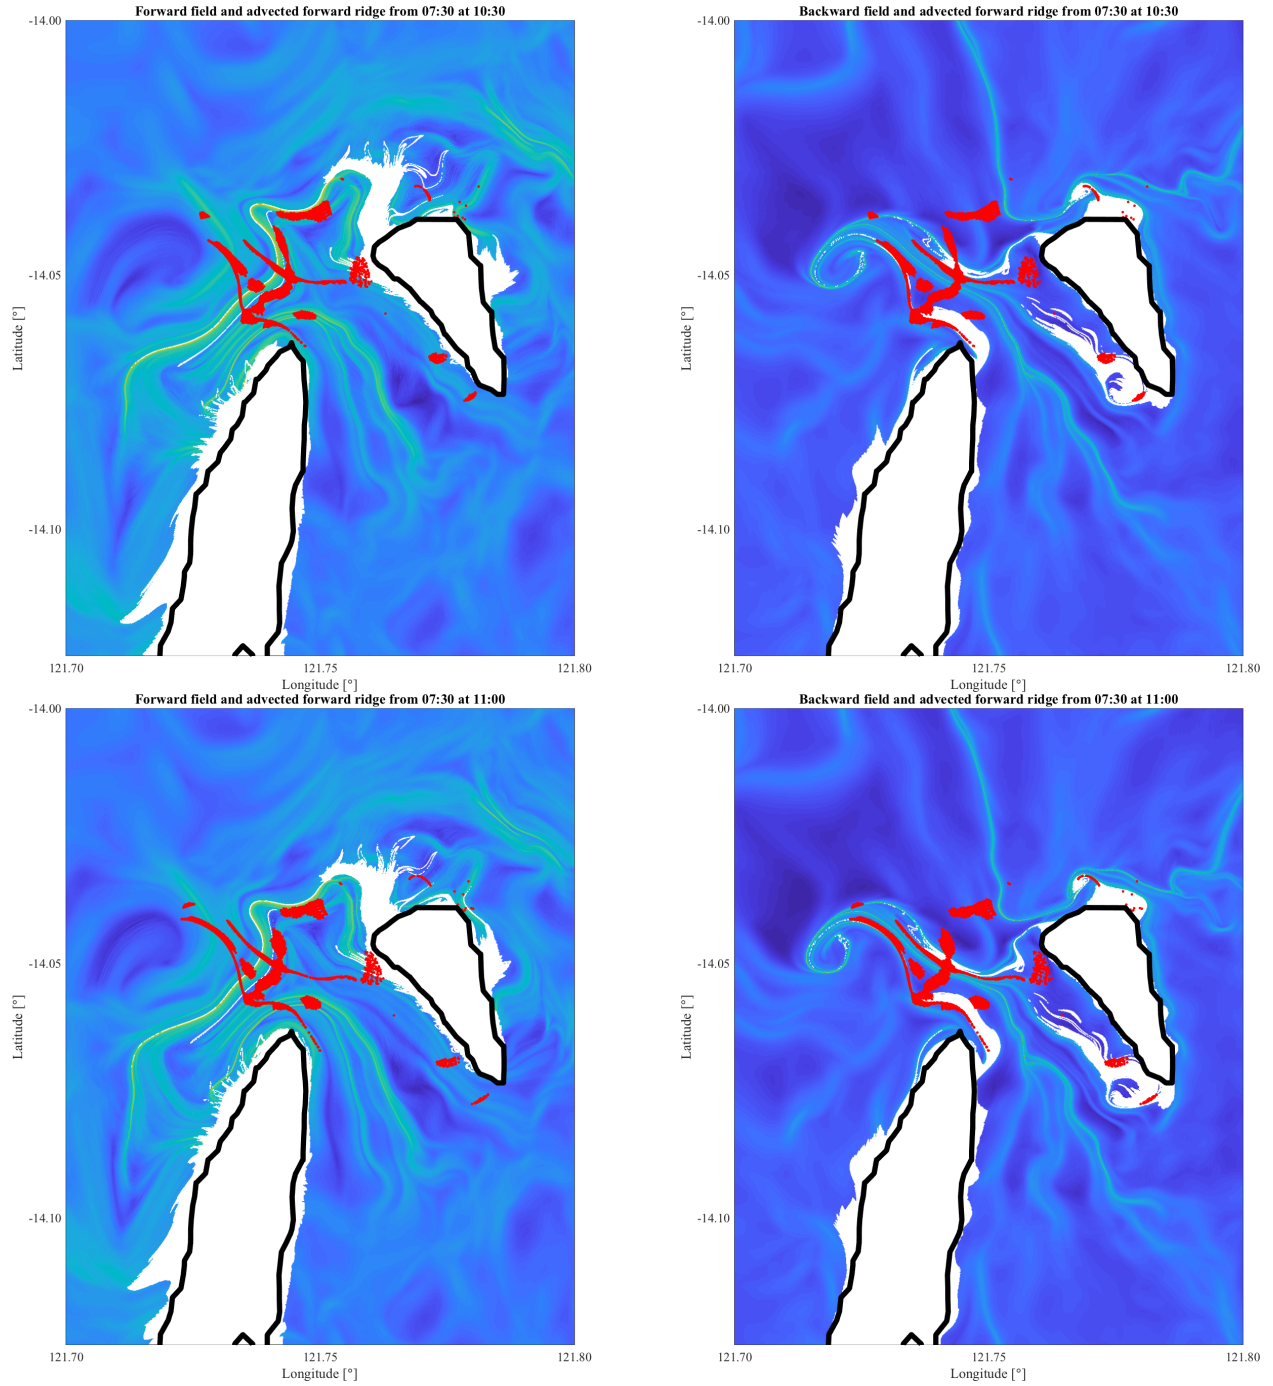 Forward field and advected forward ridge from 07:30 at 10:30
-14.00
-14.05
-14.10
Latitude [°]
121.70
121.75
121.80
Longitude [°]
Backward field and advected forward ridge from 07:30 at 10:30
-14.00
-14.05
-14.10
Latitude [°]
121.70
121.75
121.80
Longitude [°]
Forward field and advected forward ridge from 07:30 at 11:00
-14.00
-14.05
-14.10
Latitude [°]
121.70
121.75
121.80
Longitude [°]
Backward field and advected forward ridge from 07:30 at 11:00
-14.00
-14.05
-14.10
Latitude [°]
121.70
121.75
121.80
Longitude [°]